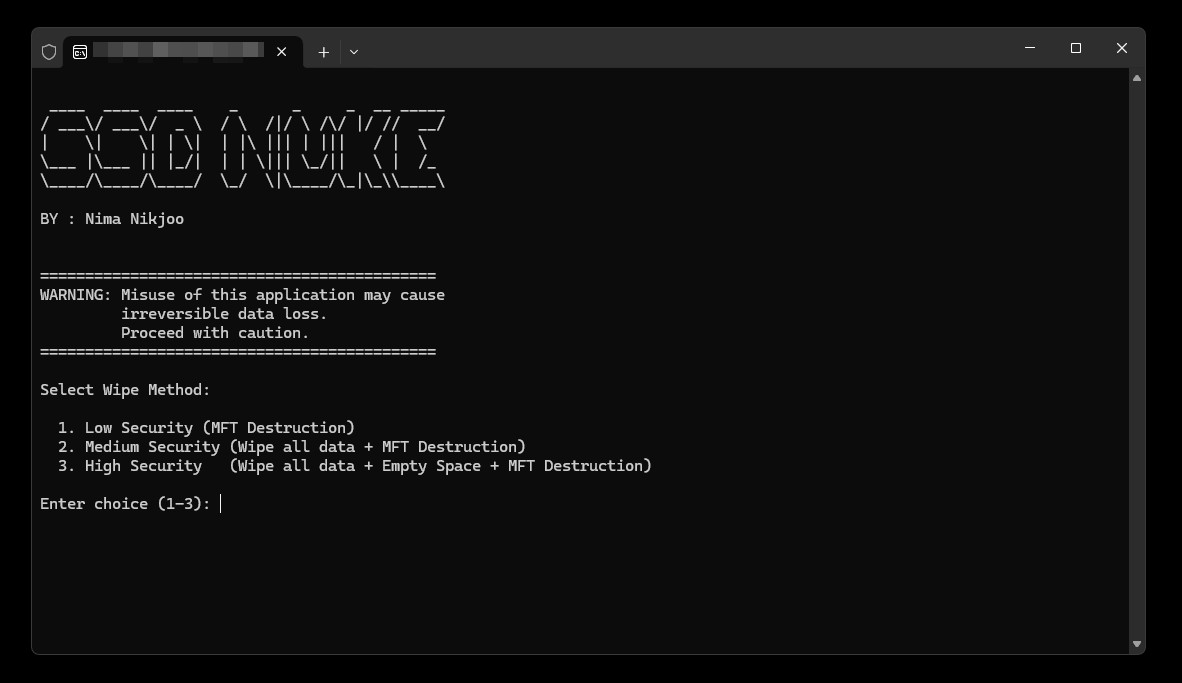 SSD NUKE
BY : Nima Nikjoo
===========================================
WARNING: Misuse of this application may cause
irreversible data loss.
Proceed with caution.
===========================================
Select Wipe Method:
1. Low Security (MFT Destruction)
2. Medium Security (Wipe all data + MFT Destruction)
3. High Security (Wipe all data + Empty Space + MFT Destruction)
Enter choice (1-3):